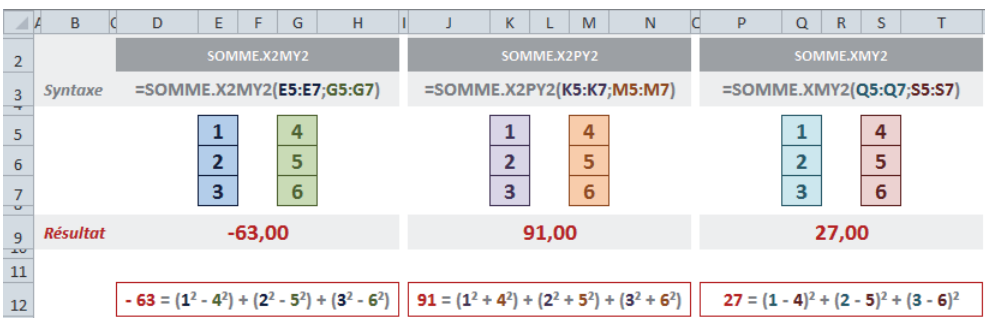 A B C D E F G H I J K L M N O P Q R S T
2 SOMME.X2MY2 SOMME.X2PY2 SOMME.XMY2
3 Syntaxe =SOMME.X2MY2(E5:E7;G5:G7) =SOMME.X2PY2(K5:K7;M5:M7) =SOMME.XMY2(Q5:Q7;S5:S7)
5 1 4 1 4 1 4
6 2 5 2 5 2 5
7 3 6 3 6 3 6
9 Résultat -63,00 91,00 27,00
11
12 - 63 = (1² - 4²) + (2² - 5²) + (3² - 6²) 91 = (1² + 4²) + (2² + 5²) + (3² + 6²) 27 = (1 - 4)² + (2 - 5)² + (3 - 6)²